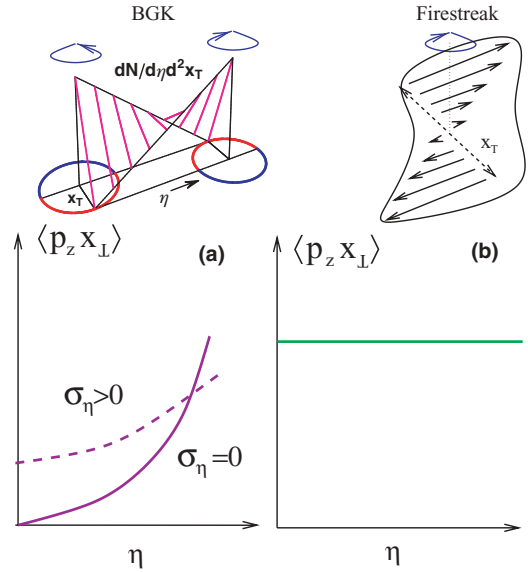 BGK
Firestreak
dN/dηd²x_T
x_T
η
x_T
⟨p_z x_⊥⟩
(a)
⟨p_z x_⊥⟩
(b)
σ_η>0
σ_η=0
η
η